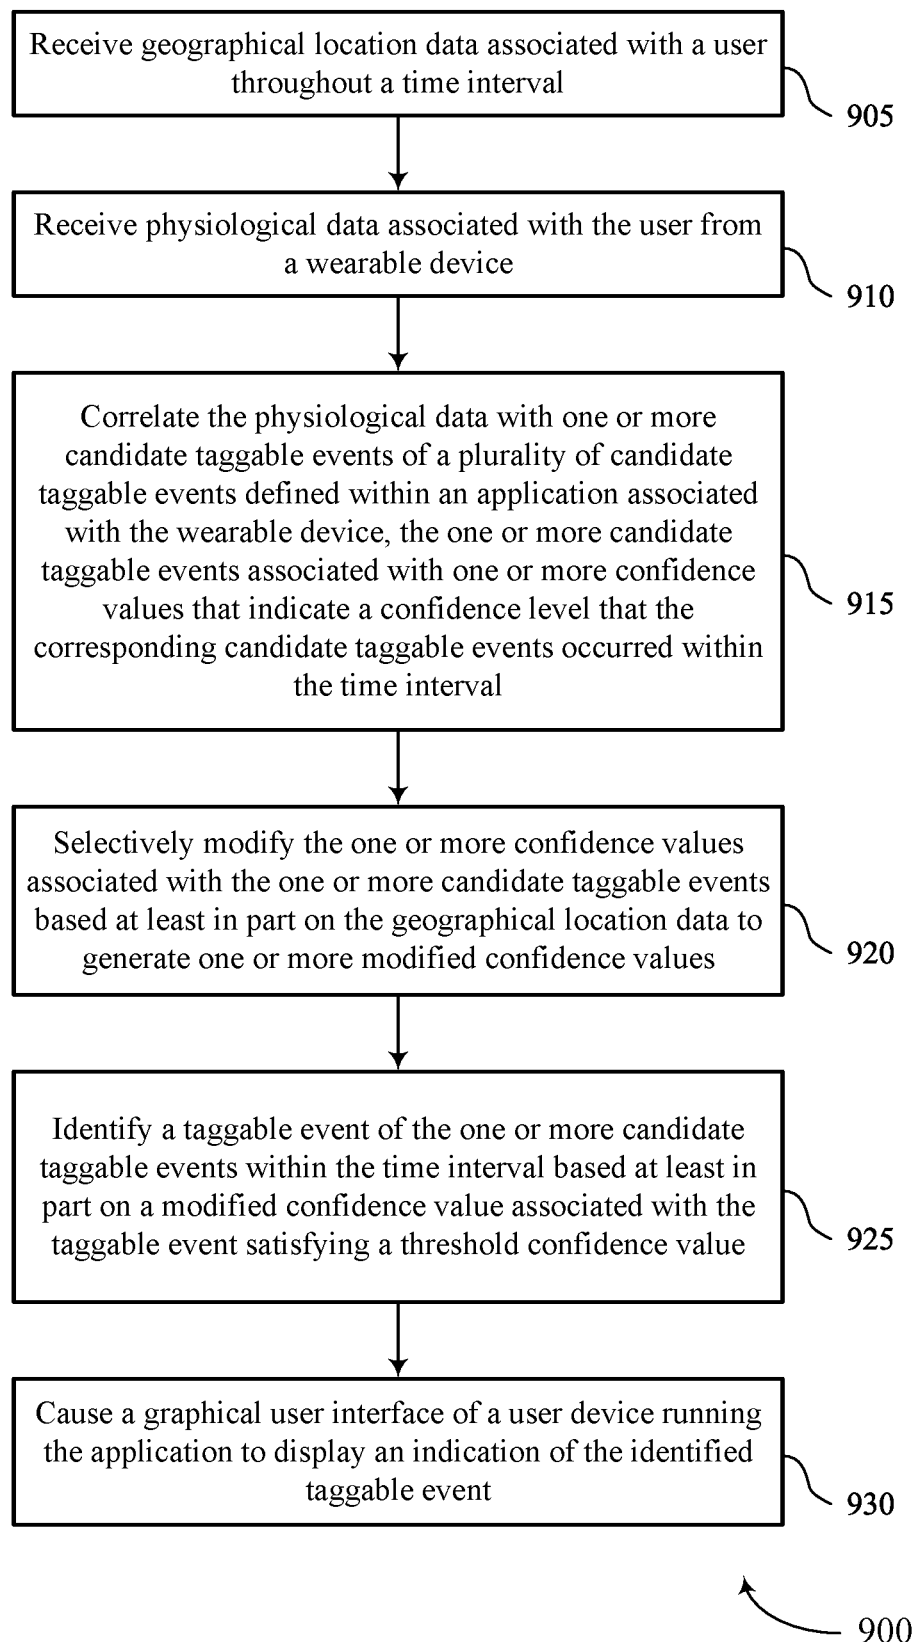 Receive geographical location data associated with a user
throughout a time interval
905
Receive physiological data associated with the user from
a wearable device
910
Correlate the physiological data with one or more
candidate taggable events of a plurality of candidate
taggable events defined within an application associated
with the wearable device, the one or more candidate
taggable events associated with one or more confidence
values that indicate a confidence level that the
corresponding candidate taggable events occurred within
the time interval
915
Selectively modify the one or more confidence values
associated with the one or more candidate taggable events
based at least in part on the geographical location data to
generate one or more modified confidence values
920
Identify a taggable event of the one or more candidate
taggable events within the time interval based at least in
part on a modified confidence value associated with the
taggable event satisfying a threshold confidence value
925
Cause a graphical user interface of a user device running
the application to display an indication of the identified
taggable event
930
900